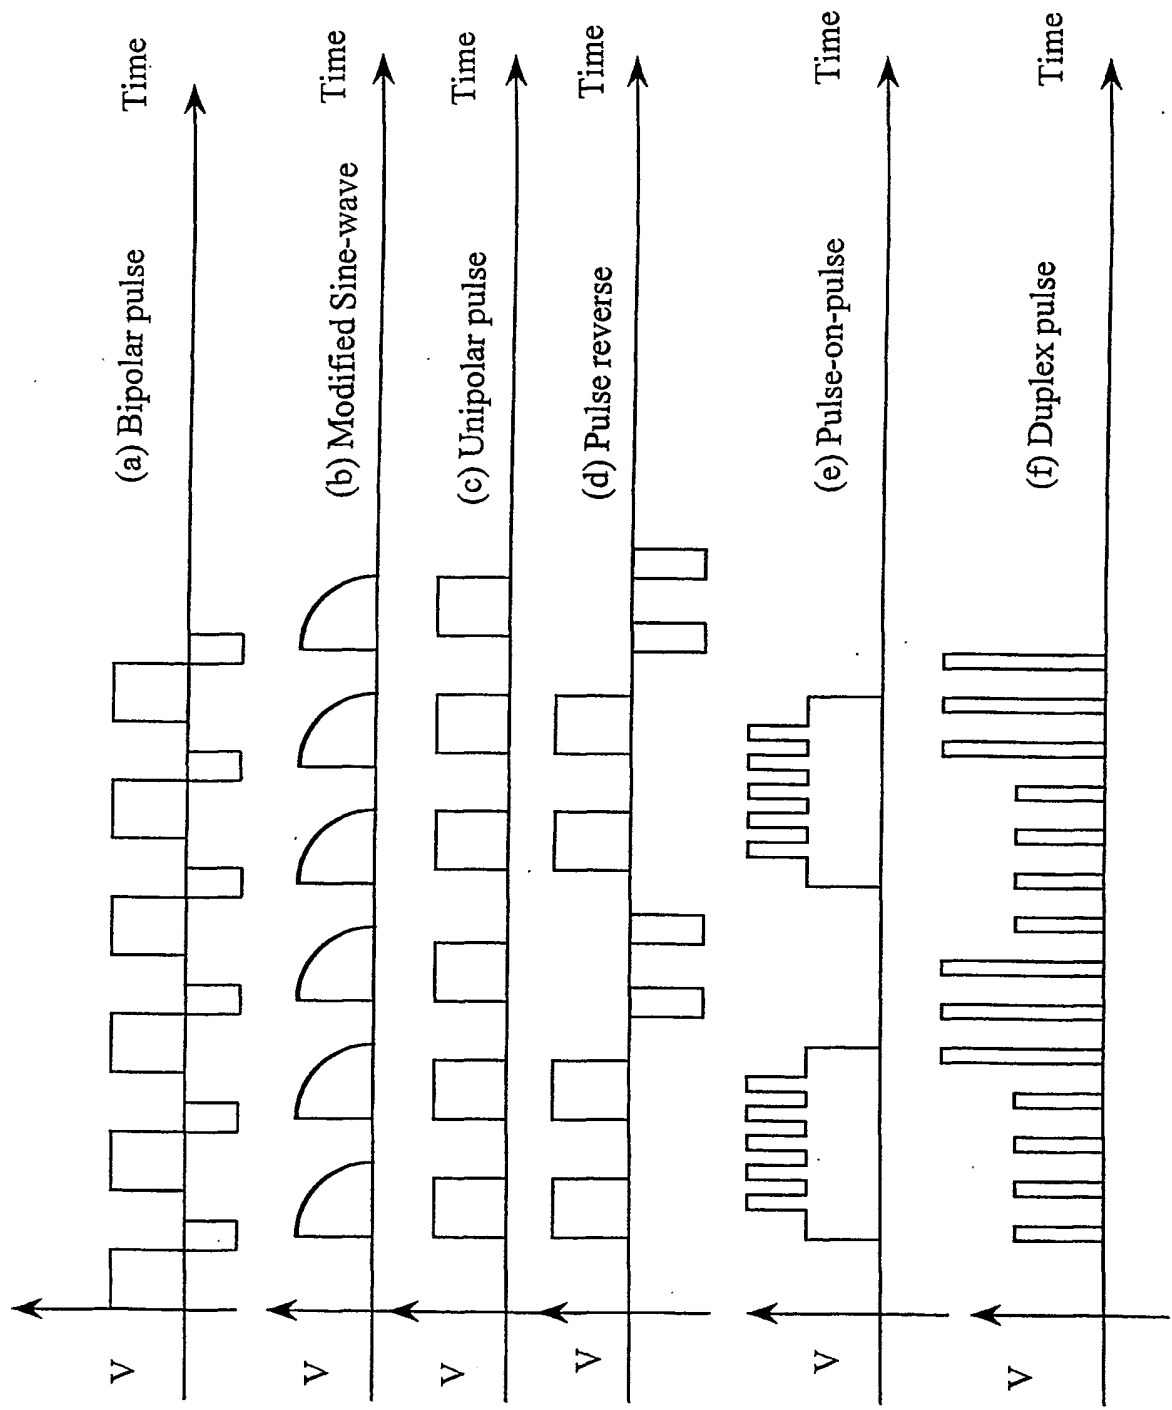 V
(a) Bipolar pulse
Time
V
(b) Modified Sine-wave
Time
V
(c) Unipolar pulse
Time
V
(d) Pulse reverse
Time
V
(e) Pulse-on-pulse
Time
V
(f) Duplex pulse
Time